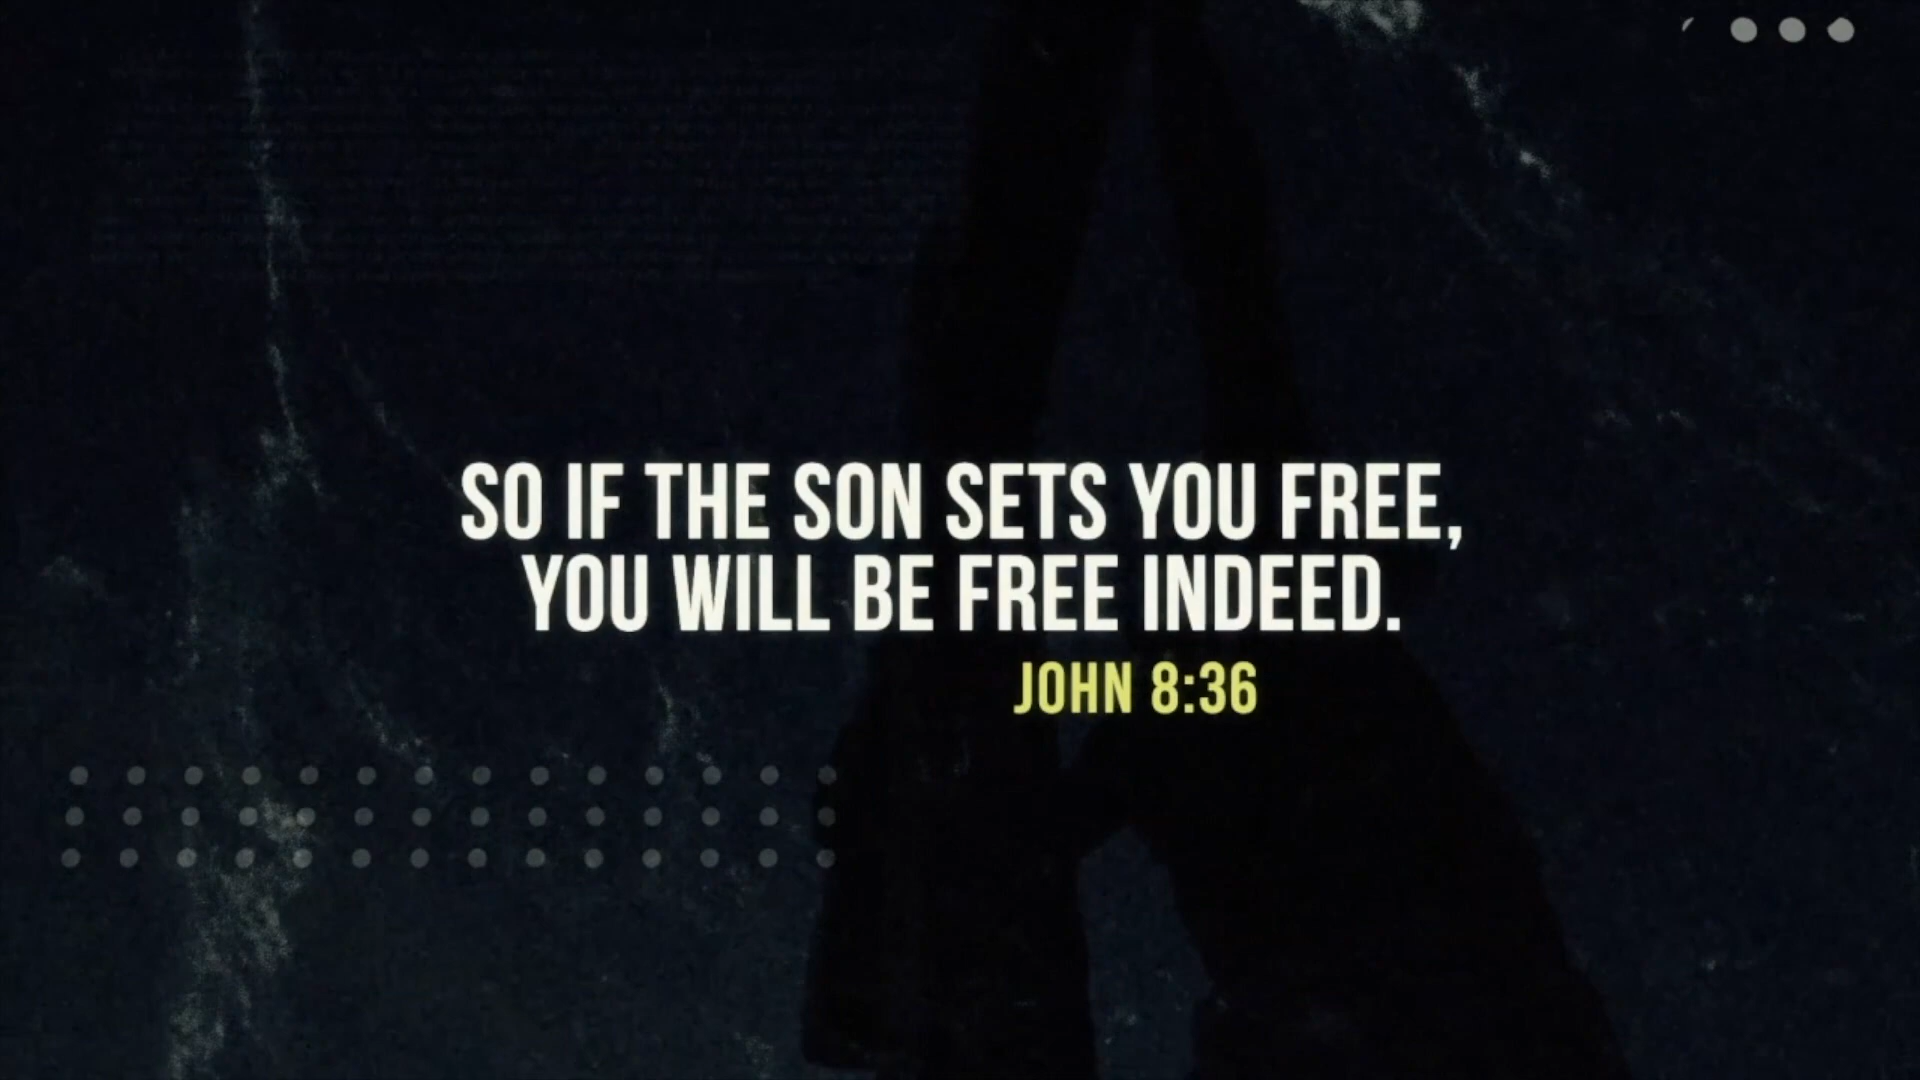 SO IF THE SON SETS YOU FREE,
YOU WILL BE FREE INDEED.
JOHN 8:36